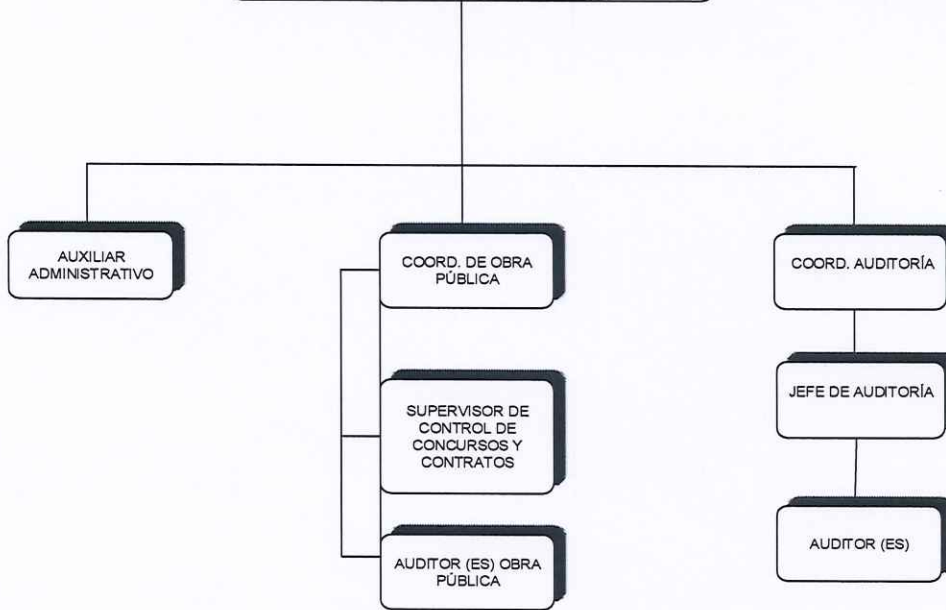 AUXILIAR
ADMINISTRATIVO
COORD. DE OBRA
PÚBLICA
SUPERVISOR DE
CONTROL DE
CONCURSOS Y
CONTRATOS
AUDITOR (ES) OBRA
PÚBLICA
COORD. AUDITORÍA
JEFE DE AUDITORÍA
AUDITOR (ES)